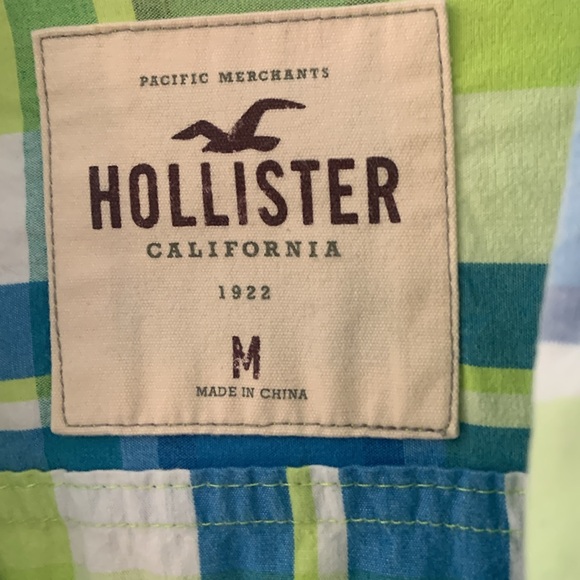 PACIFIC MERCHANTS
HOLLISTER
CALIFORNIA
1922
M
MADE IN CHINA